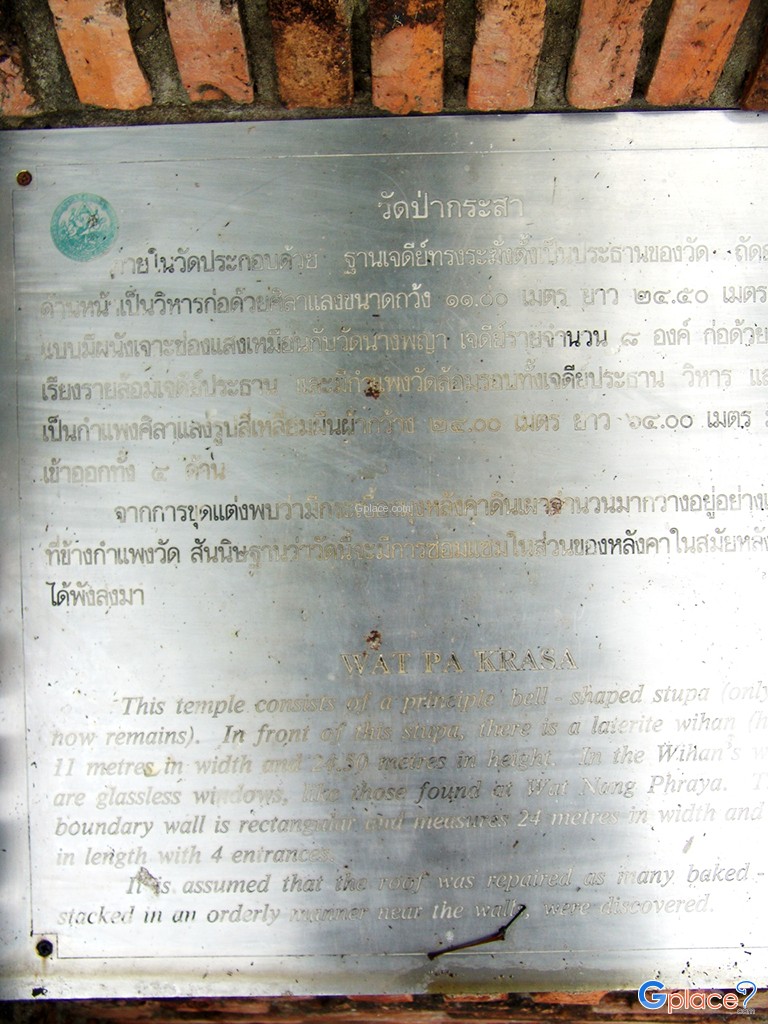 วัดป่ากระสา
ภายในวัดประกอบด้วย ฐานเจดีย์ทรงระฆังตั้งเป็นประธานของวัด ถัด
ด้านหน้าเป็นวิหารก่อด้วยศิลาแลงขนาดกว้ง ๑๑.๐๐ เมตร ยาว ๒๔.๕๐ เมตร
แบบมีผนังเจาะช่องแสงเหมือนกับวัดนางพญา เจดีย์รายจำนวน ๘ องค์ ก่อด้วย
เรียงรายล้อมเจดีย์ประธาน และมีกำแพงวัดล้อมรอบทั้งเจดียประธาน วิหาร
เป็นกำแพงศิลาแลงรูปสี่เหลี่ยมผืนผ้ากว้าง ๒๔.๐๐ เมตร ยาว ๖๔.๐๐ เมตร
เข้าออกทั้ง ๔ ด้าน
จากการขุดแต่งพบว่ามีกระเบื้องมุงหลังคาดินเผาจำนวนมากวางอยู่อย่าง
ที่ข้างกำแพงวัด สันนิษฐานว่าวัดนี้จะมีการซ่อมแซมในส่วนของหลังคาในสมัยหลัง
ได้พังลงมา
WAT PA KRASA
This temple consists of a principle bell - shaped stupa (only
now remains). In front of this stupa, there is a laterite wihan
11 metres in width and 24.50 metres in height. In the Wihan's
are glassless windows, like those found at Wat Nang Phraya.
boundary wall is rectangular and measures 24 metres in width and
in length with 4 entrances.
It is assumed that the roof was repaired as many baked -
stacked in an orderly manner near the wall, were discovered.
Gplace.com
Gplace?.com